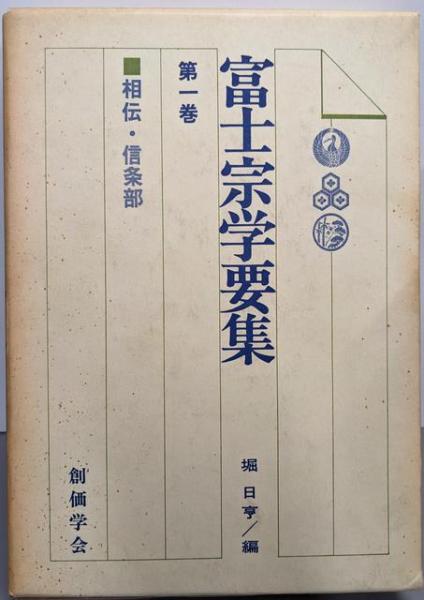 富士宗学要集
第一巻
■相伝・信条部
堀日亨/編
創価学会